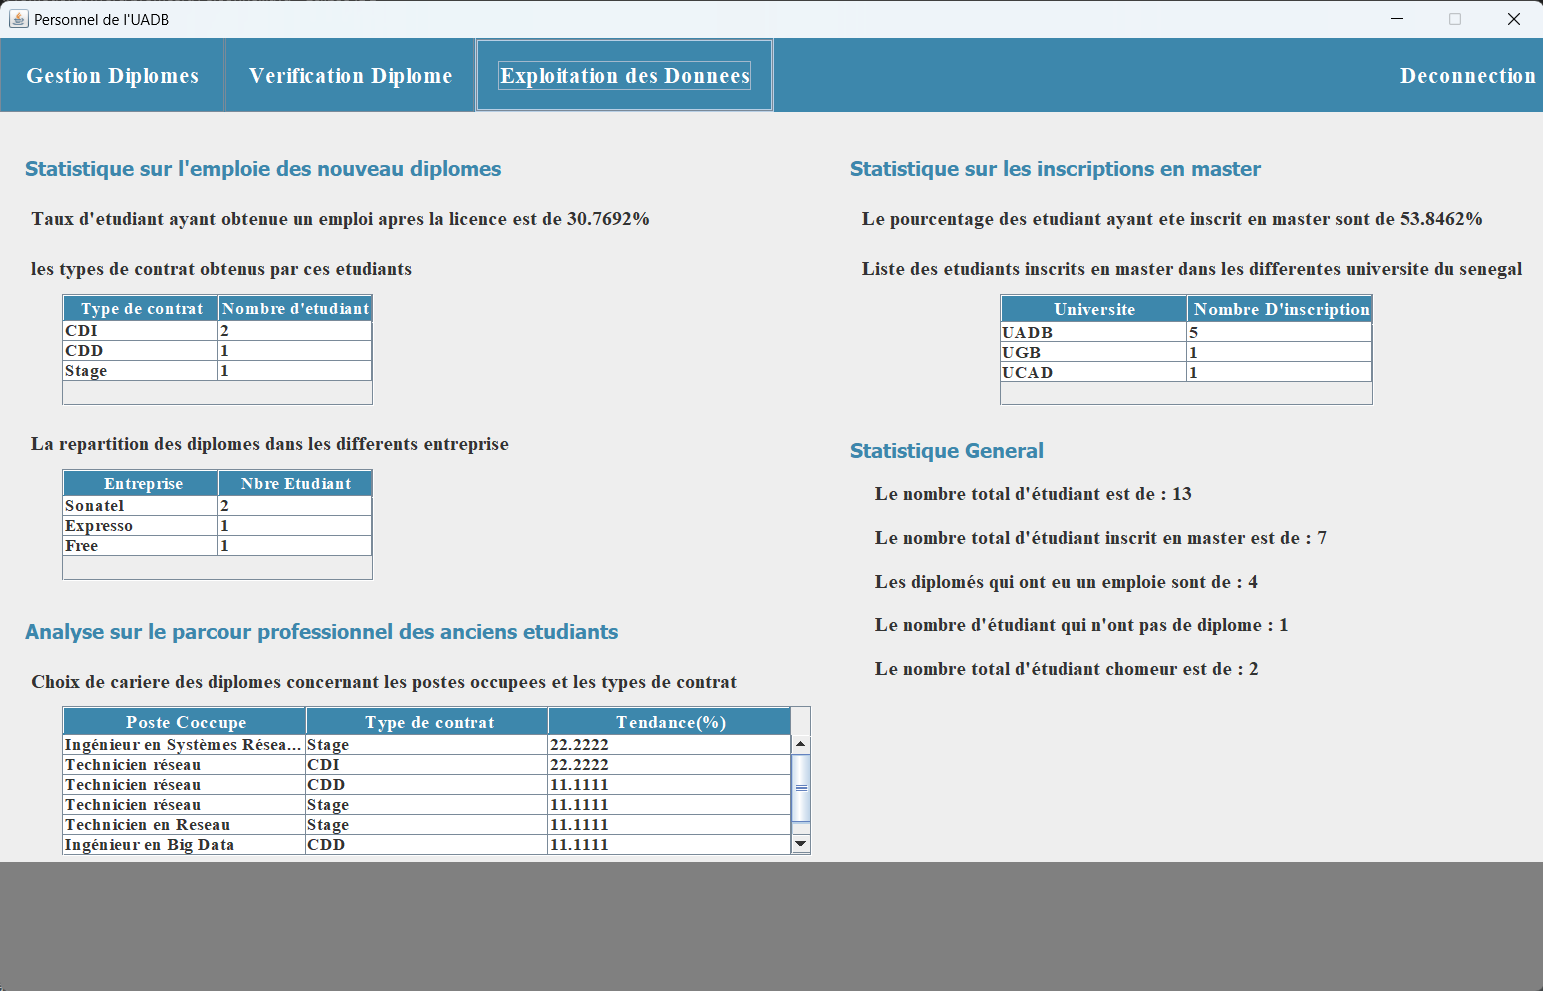 Personnel de l'UADB
Gestion Diplomes
Verification Diplome
Exploitation des Donnees
Deconnection
Statistique sur l'emploie des nouveau diplomes
Taux d'etudiant ayant obtenue un emploi apres la licence est de 30.7692%
les types de contrat obtenus par ces etudiants
Type de contrat Nombre d'etudiant
CDI 2
CDD 1
Stage 1
La repartition des diplomes dans les differents entreprise
Entreprise Nbre Etudiant
Sonatel 2
Expresso 1
Free 1
Analyse sur le parcour professionnel des anciens etudiants
Choix de cariere des diplomes concernant les postes occupees et les types de contrat
Poste Coccupe Type de contrat Tendance(%)
Ingénieur en Systèmes Résea... Stage 22.2222
Technicien réseau CDI 22.2222
Technicien réseau CDD 11.1111
Technicien réseau Stage 11.1111
Technicien en Reseau Stage 11.1111
Ingénieur en Big Data CDD 11.1111
Statistique sur les inscriptions en master
Le pourcentage des etudiant ayant ete inscrit en master sont de 53.8462%
Liste des etudiants inscrits en master dans les differentes universite du senegal
Universite Nombre D'inscription
UADB 5
UGB 1
UCAD 1
Statistique General
Le nombre total d'étudiant est de : 13
Le nombre total d'étudiant inscrit en master est de : 7
Les diplomés qui ont eu un emploie sont de : 4
Le nombre d'étudiant qui n'ont pas de diplome : 1
Le nombre total d'étudiant chomeur est de : 2